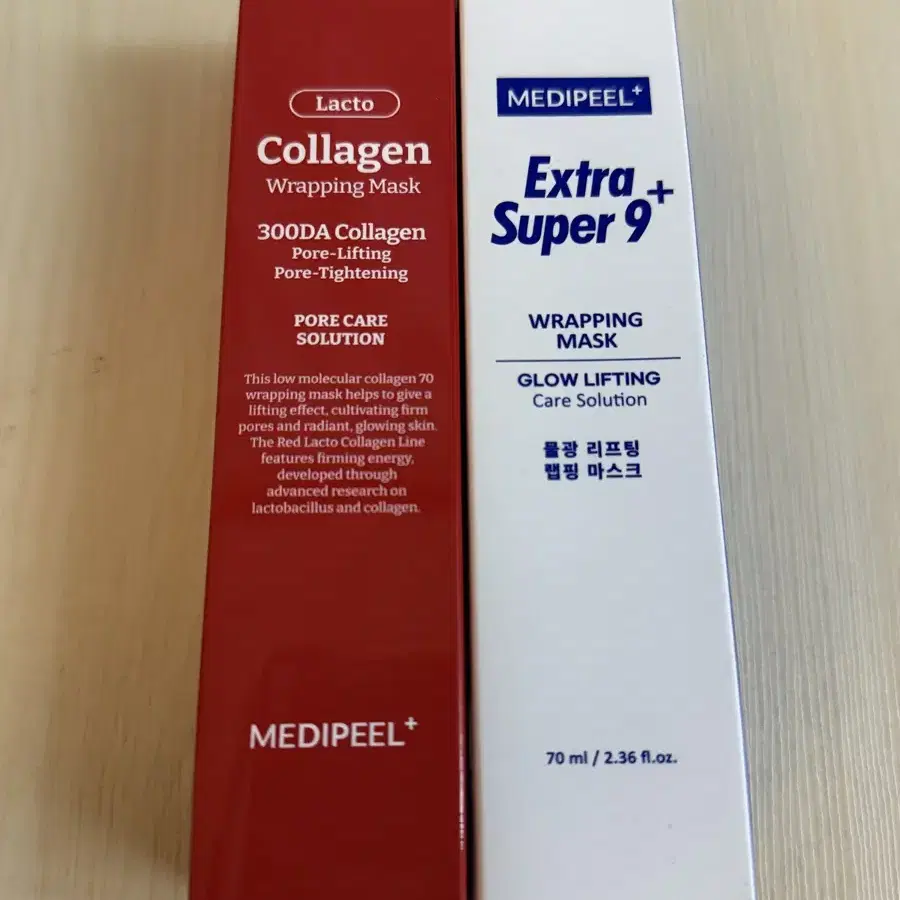 Lacto
Collagen
Wrapping Mask
300DA Collagen
Pore-Lifting
Pore-Tightening
PORE CARE
SOLUTION
This low molecular collagen 70
wrapping mask helps to give a
lifting effect, cultivating firm
pores and radiant, glowing skin.
The Red Lacto Collagen Line
features firming energy,
developed through
advanced research on
lactobacillus and collagen.
MEDIPEEL+
MEDIPEEL+
Extra
Super 9+
WRAPPING
MASK
GLOW LIFTING
Care Solution
물광 리프팅
랩핑 마스크
70 ml / 2.36 fl.oz.